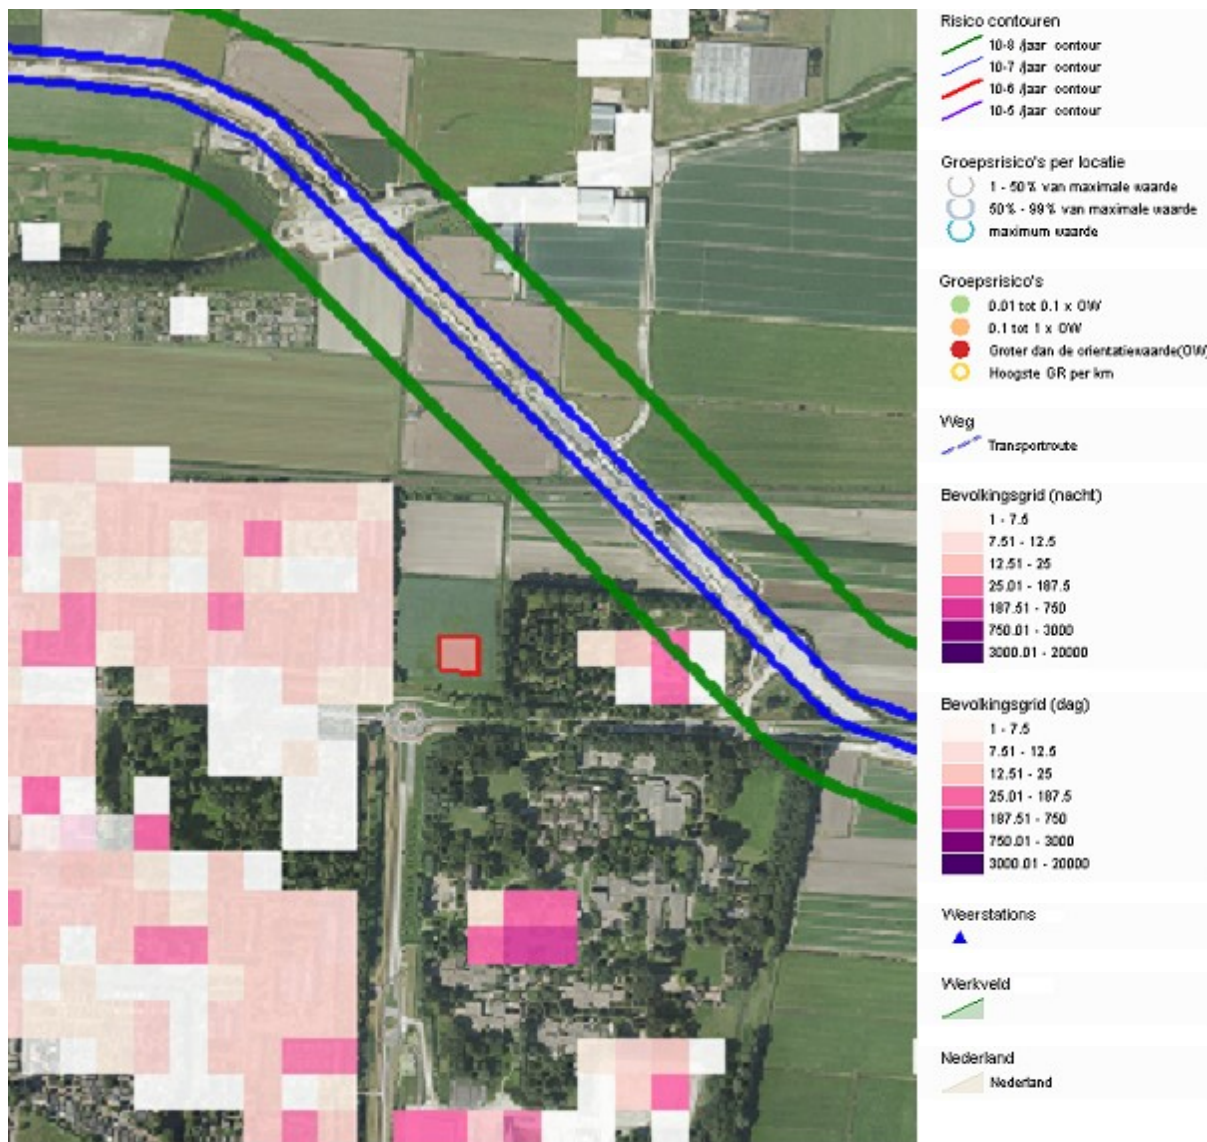 Risico contouren
10-8 /jaar contour
10-7 /jaar contour
10-6 /jaar contour
10-5 /jaar contour
Groepsrisico's per locatie
1 - 50% van maximale waarde
50% - 99% van maximale waarde
maximum waarde
Groepsrisico's
0.01 tot 0.1 x OW
0.1 tot 1 x OW
Groter dan de orientatiewaarde(OW)
Hoogste GR per km
Weg
Transportroute
Bevolkingsgrid (nacht)
1 - 7.5
7.51 - 12.5
12.51 - 25
25.01 - 187.5
187.51 - 750
750.01 - 3000
3000.01 - 20000
Bevolkingsgrid (dag)
1 - 7.5
7.51 - 12.5
12.51 - 25
25.01 - 187.5
187.51 - 750
750.01 - 3000
3000.01 - 20000
Weerstations
Werkveld
Nederland
Nederland